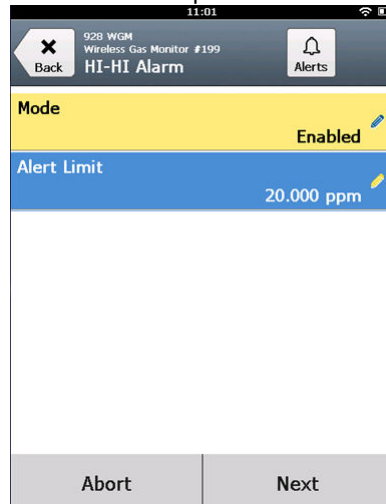 11:01
928 WGM
Wireless Gas Monitor #199
HI-HI Alarm
Back
Alerts
Mode
Enabled
Alert Limit
20.000 ppm
Abort
Next